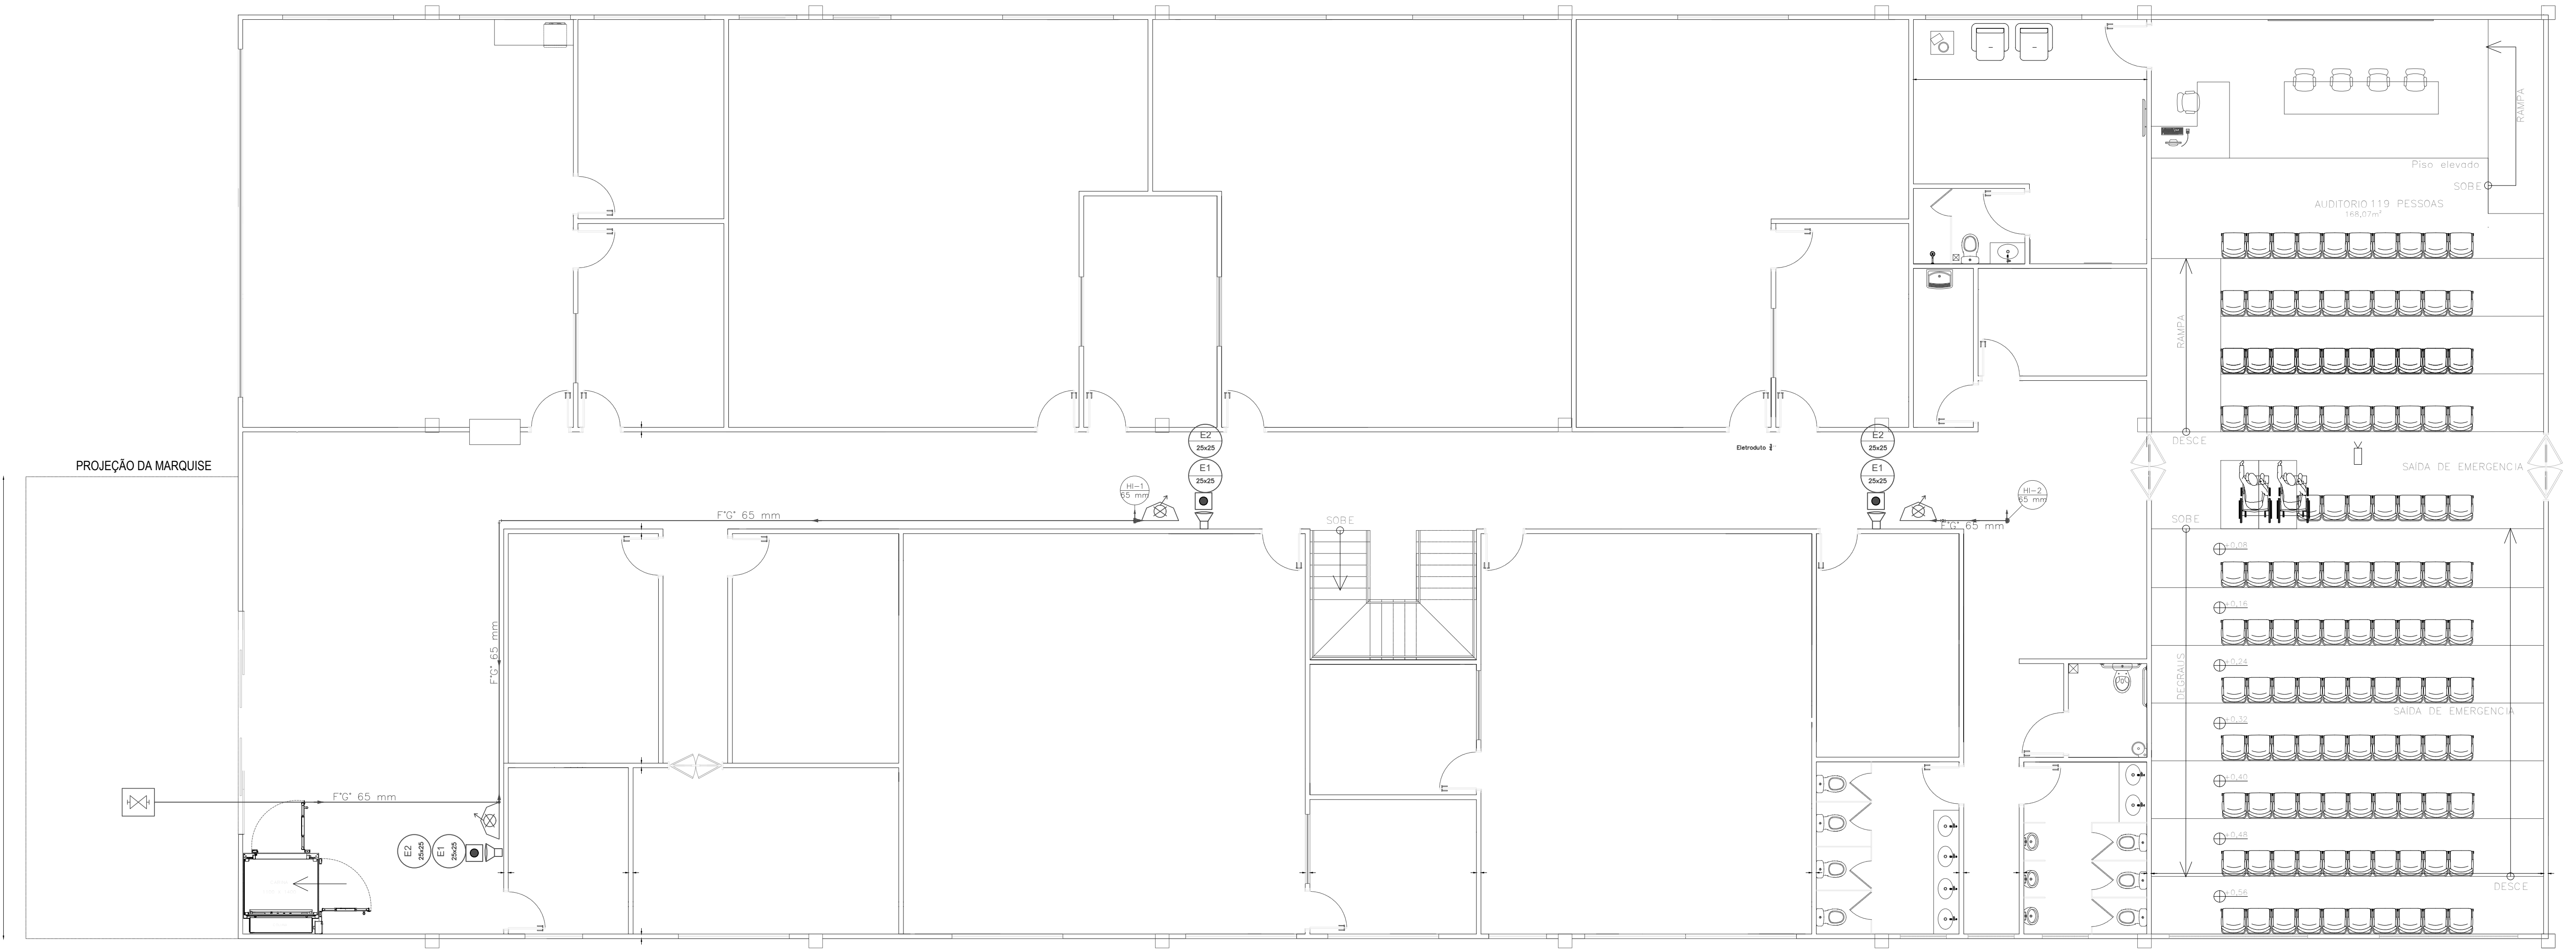 RAMPA
Piso elevado
SOBE
AUDITORIO 119 PESSOAS
168,07m²
RAMPA
DESCE
E2
25x25
E1
25x25
E2
25x25
E1
25x25
Eletroduto
PROJEÇÃO DA MARQUISE
SAIDA DE EMERGENCIA
HI-1
65 mm
HI-2
65 mm
F°G° 65 mm
SOBE
F°G° 65 mm
SOBE
+0,08
+0,16
F°G° 65 mm
+0,24
DEGRAUS
SAIDA DE EMERGENCIA
+0,32
+0,40
F°G° 65 mm
+0,48
E2
25x25
E1
25x25
DESCE
+0,56